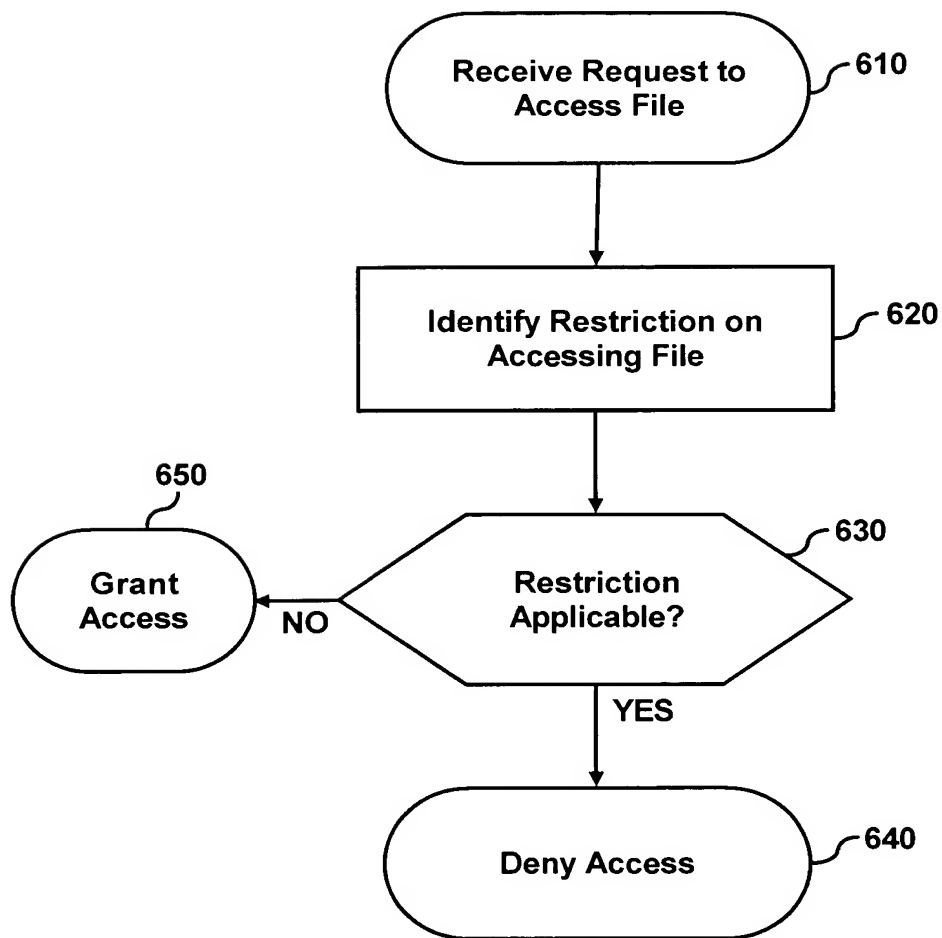 Receive Request to
Access File
610
Identify Restriction on
Accessing File
620
650
Grant
Access
NO
Restriction
Applicable?
630
YES
Deny Access
640